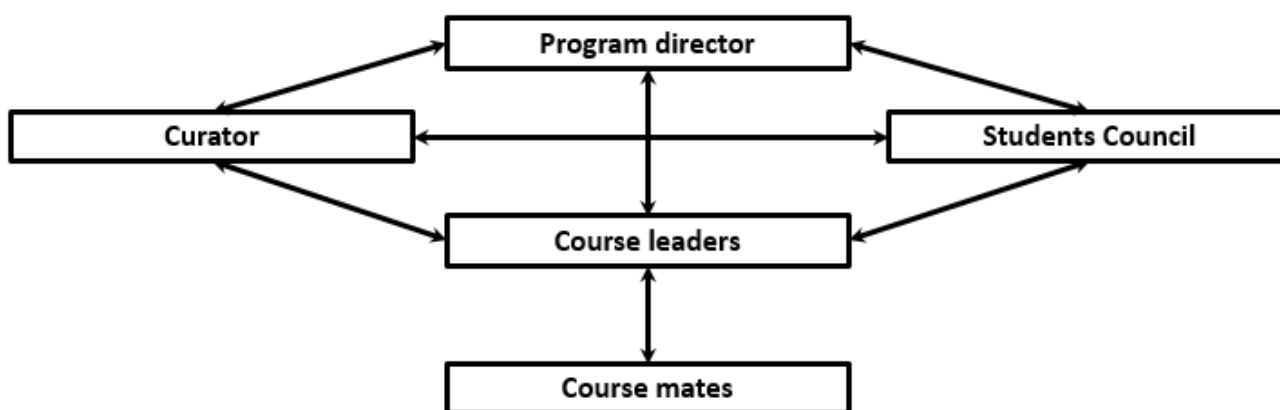 Program director
Curator
Students Council
Course leaders
Course mates